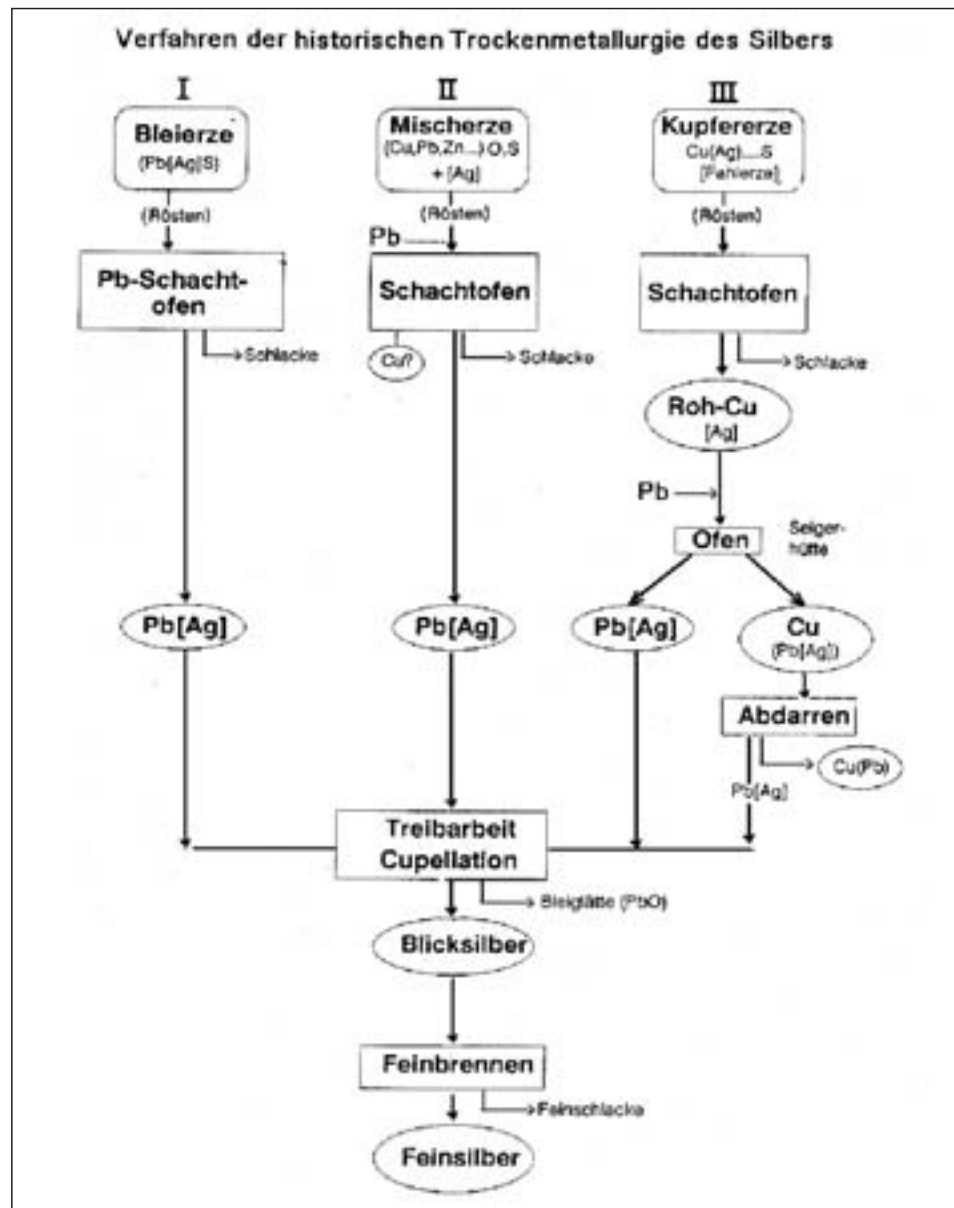 Verfahren der historischen Trockenmetallurgie des Silbers
I
II
III
Bleierze
(Pb[Ag]S)
Mischerze
(Cu,Pb,Zn...) O,S
+ [Ag]
Kupfererze
Cu(Ag)....S
[Fahlerze]
(Rösten)
(Rösten)
(Rösten)
Pb
Pb-Schacht-
ofen
Schachtofen
Schachtofen
Schlacke
Cu?
Schlacke
Schlacke
Roh-Cu
[Ag]
Pb
Ofen
Seiger-
hütte
Pb[Ag]
Pb[Ag]
Pb[Ag]
Cu
(Pb[Ag])
Abdarren
Cu(Pb)
Pb[Ag]
Treibarbeit
Cupellation
Bleiglätte (PbO)
Blicksilber
Feinbrennen
Feinschlacke
Feinsilber